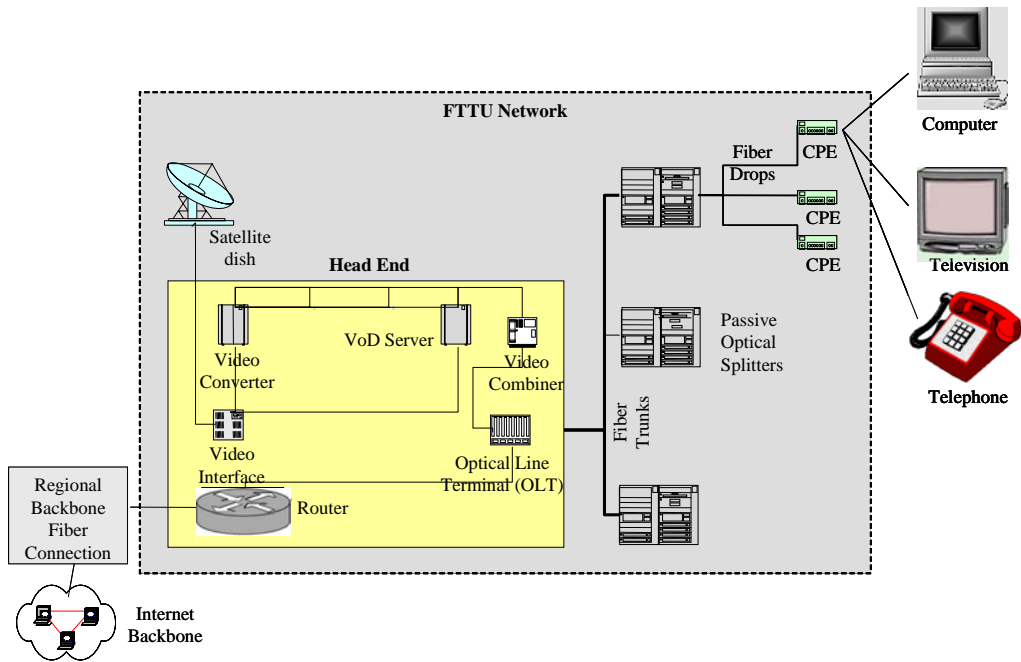 FTTU Network
Computer
CPE
Fiber
Drops
CPE
CPE
Television
Satellite
dish
Head End
VoD Server
Video
Converter
Video
Combiner
Passive
Optical
Splitters
Telephone
Fiber
Trunks
Video
Interface
Optical Line
Terminal (OLT)
Router
Regional
Backbone
Fiber
Connection
Internet
Backbone